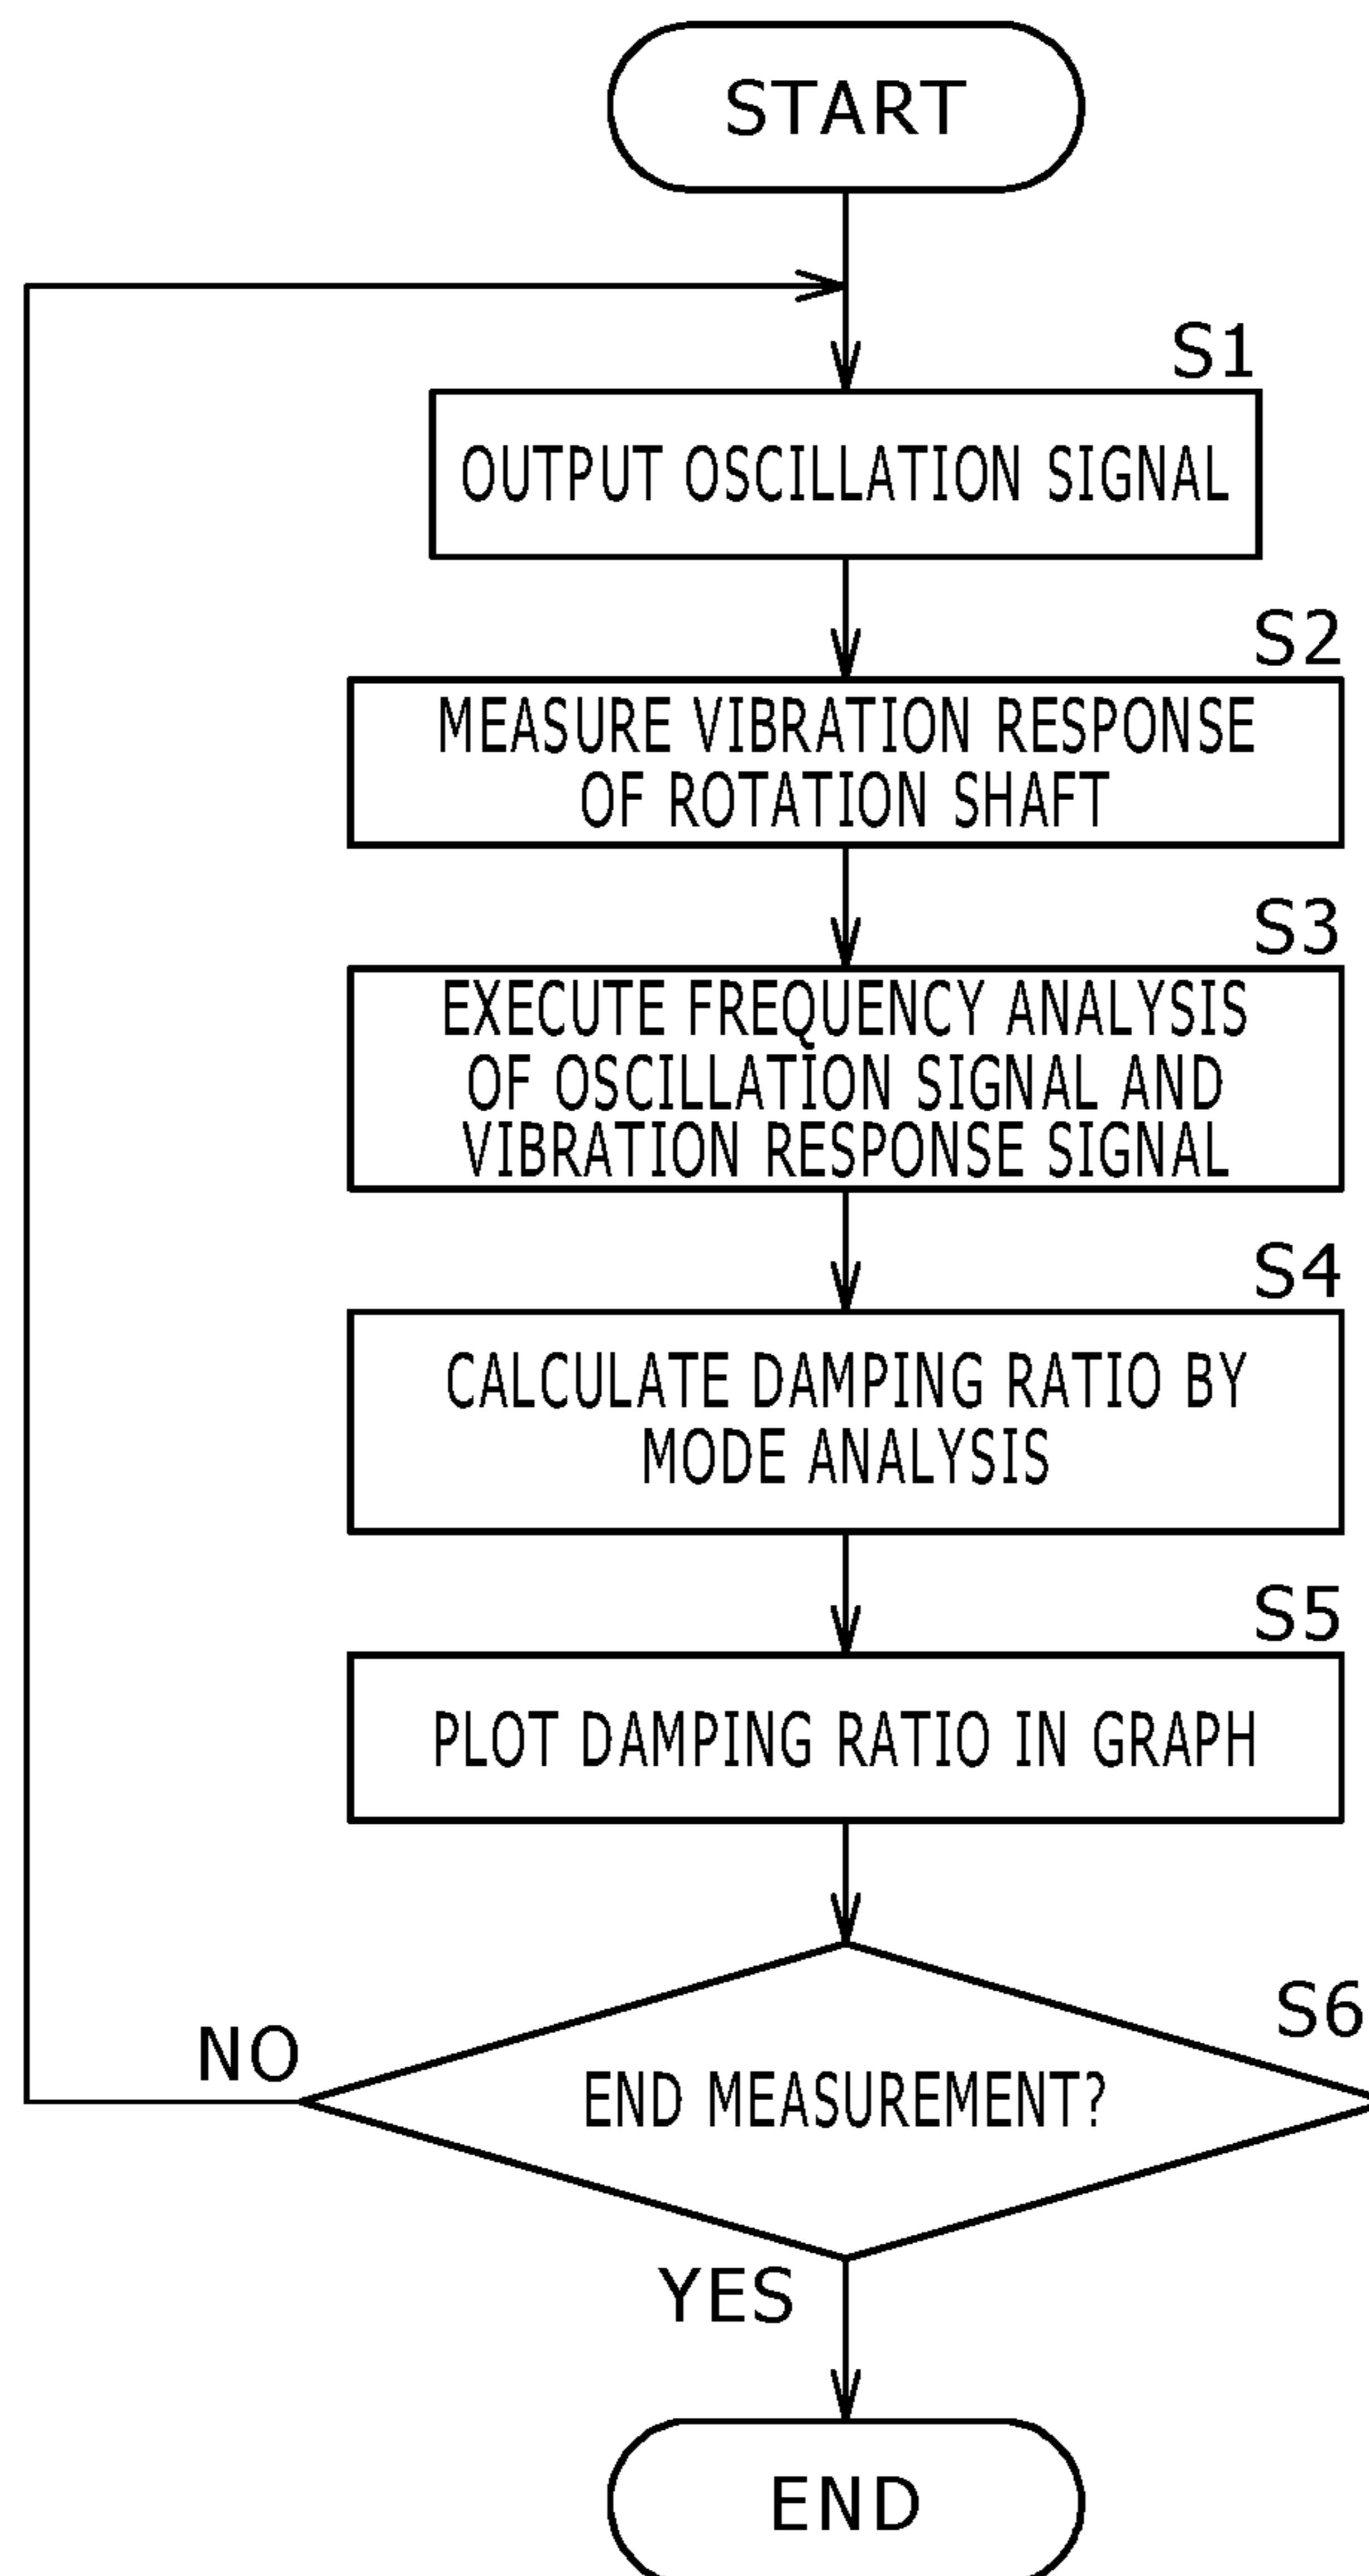 START
S1
OUTPUT OSCILLATION SIGNAL
S2
MEASURE VIBRATION RESPONSE
OF ROTATION SHAFT
S3
EXECUTE FREQUENCY ANALYSIS
OF OSCILLATION SIGNAL AND
VIBRATION RESPONSE SIGNAL
S4
CALCULATE DAMPING RATIO BY
MODE ANALYSIS
S5
PLOT DAMPING RATIO IN GRAPH
S6
NO
END MEASUREMENT?
YES
END